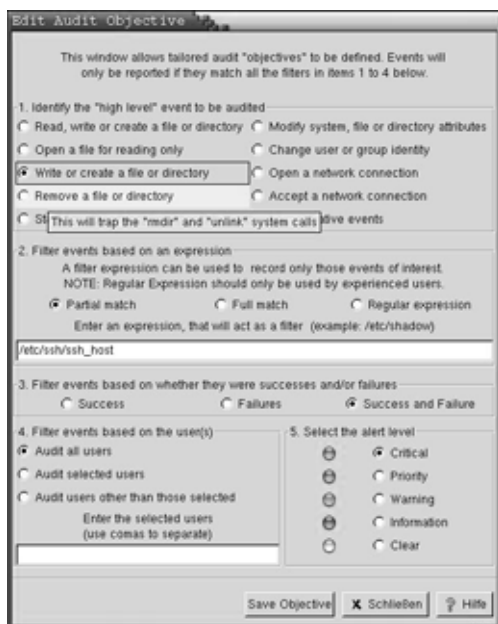 Edit Audit Objective
This window allows tailored audit "objectives" to be defined. Events will
only be reported if they match all the filters in items 1 to 4 below.
1. Identify the "high level" event to be audited
Read, write or create a file or directory
Modify system, file or directory attributes
Open a file for reading only
Change user or group identity
Write or create a file or directory
Open a network connection
Remove a file or directory
Accept a network connection
This will trap the "rmdir" and "unlink" system calls
events
2. Filter events based on an expression
A filter expression can be used to record only those events of interest.
NOTE: Regular Expression should only be used by experienced users.
Partial match
Full match
Regular expression
Enter an expression, that will act as a filter (example: /etc/shadow)
/etc/ssh/ssh_host
3. Filter events based on whether they were successes and/or failures
Success
Failures
Success and Failure
4. Filter events based on the user(s)
Audit all users
Audit selected users
Audit users other than those selected
Enter the selected users
(use comas to separate)
5. Select the alert level
Critical
Priority
Warning
Information
Clear
Save Objective
Schließen
Hilfe